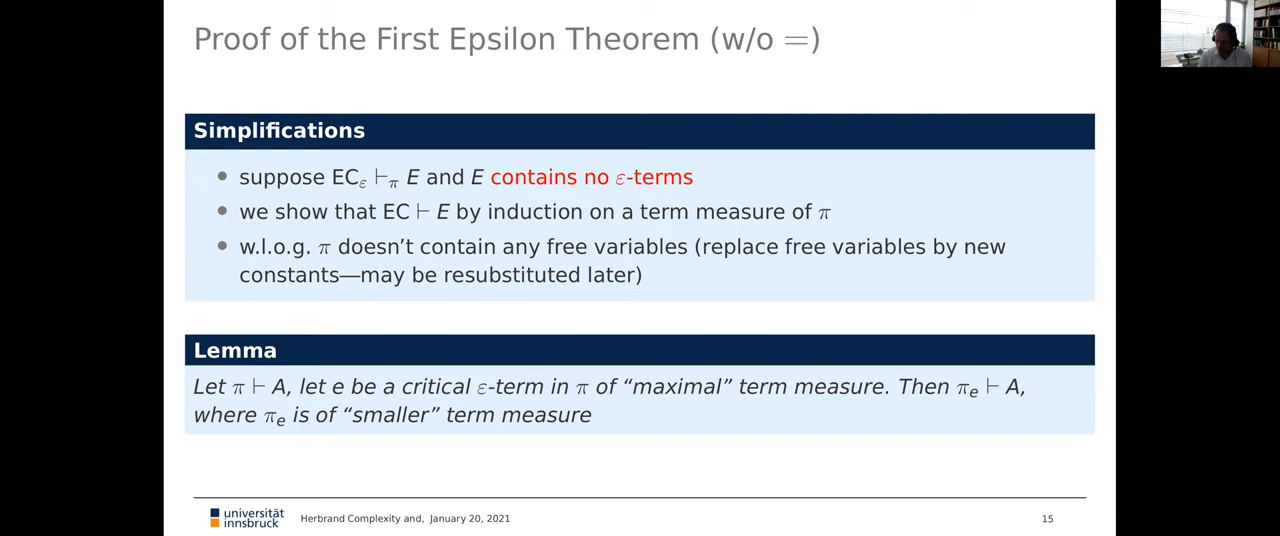 Proof of the First Epsilon Theorem (w/o =)
Simplifications
• suppose EC_ε ⊢_π E and E contains no ε-terms
• we show that EC ⊢ E by induction on a term measure of π
• w.l.o.g. π doesn’t contain any free variables (replace free variables by new
constants—may be resubstituted later)
Lemma
Let π ⊢ A, let e be a critical ε-term in π of “maximal” term measure. Then π_e ⊢ A,
where π_e is of “smaller” term measure
universität
innsbruck
Herbrand Complexity and, January 20, 2021
15